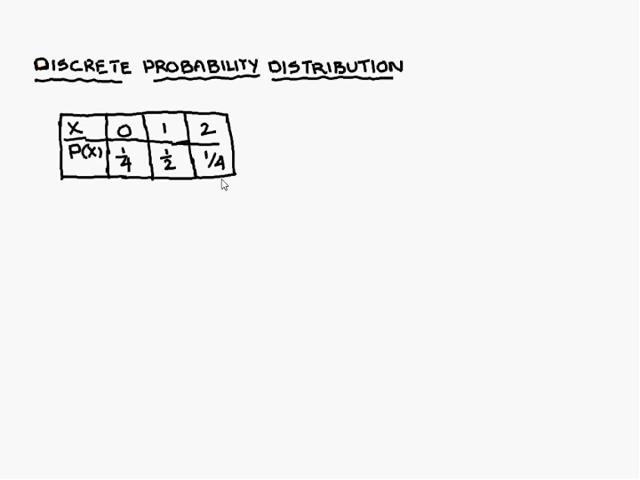 DISCRETE PROBABILITY DISTRIBUTION
X 0 1 2
P(X) 1/4 1/2 1/4